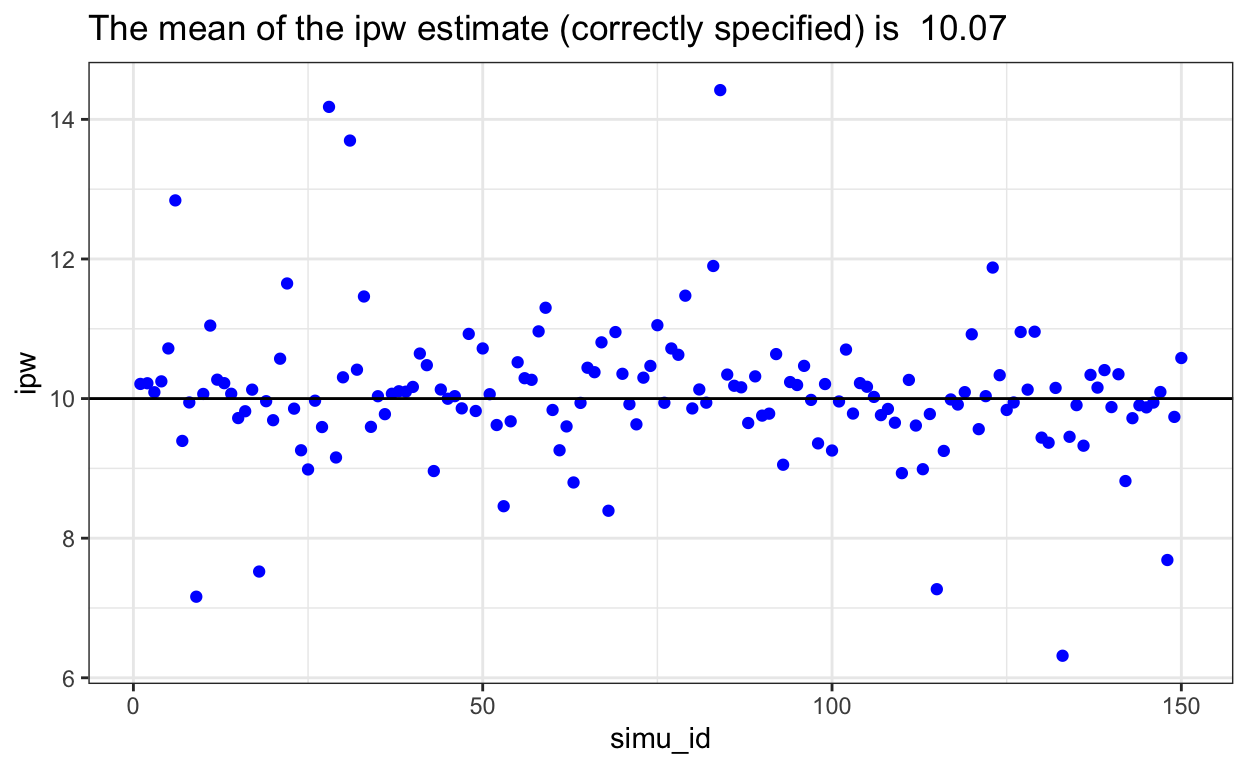 The mean of the ipw estimate (correctly specified) is  10.07
14
12
10
8
6
ipw
0 50 100 150
simu_id